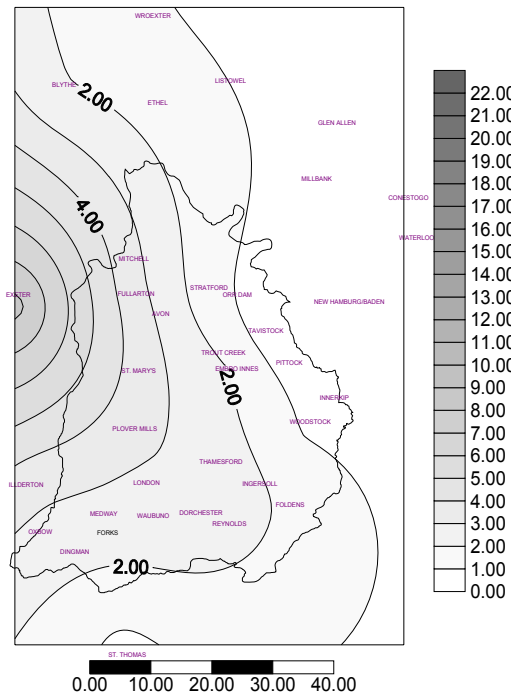 WROEXTER
BLYTHE
2.00
LISTOWEL
ETHEL
GLEN ALLEN
MILLBANK
CONESTOGO
4.00
WATERLOO
MITCHELL
EXETER
FULLARTON
STRATFORD
ORR DAM
NEW HAMBURG/BADEN
AVON
TAVISTOCK
TROUT CREEK
ST. MARY'S
EMBRO INNES
PITTOCK
2.00
INNERKIP
PLOVER MILLS
WOODSTOCK
THAMESFORD
ILLDERTON
LONDON
INGERSOLL
FOLDENS
MEDWAY
WAUBUNO
DORCHESTER
REYNOLDS
OXBOW
FORKS
DINGMAN
2.00
ST. THOMAS
0.00 10.00 20.00 30.00 40.00
22.00
21.00
20.00
19.00
18.00
17.00
16.00
15.00
14.00
13.00
12.00
11.00
10.00
9.00
8.00
7.00
6.00
5.00
4.00
3.00
2.00
1.00
0.00